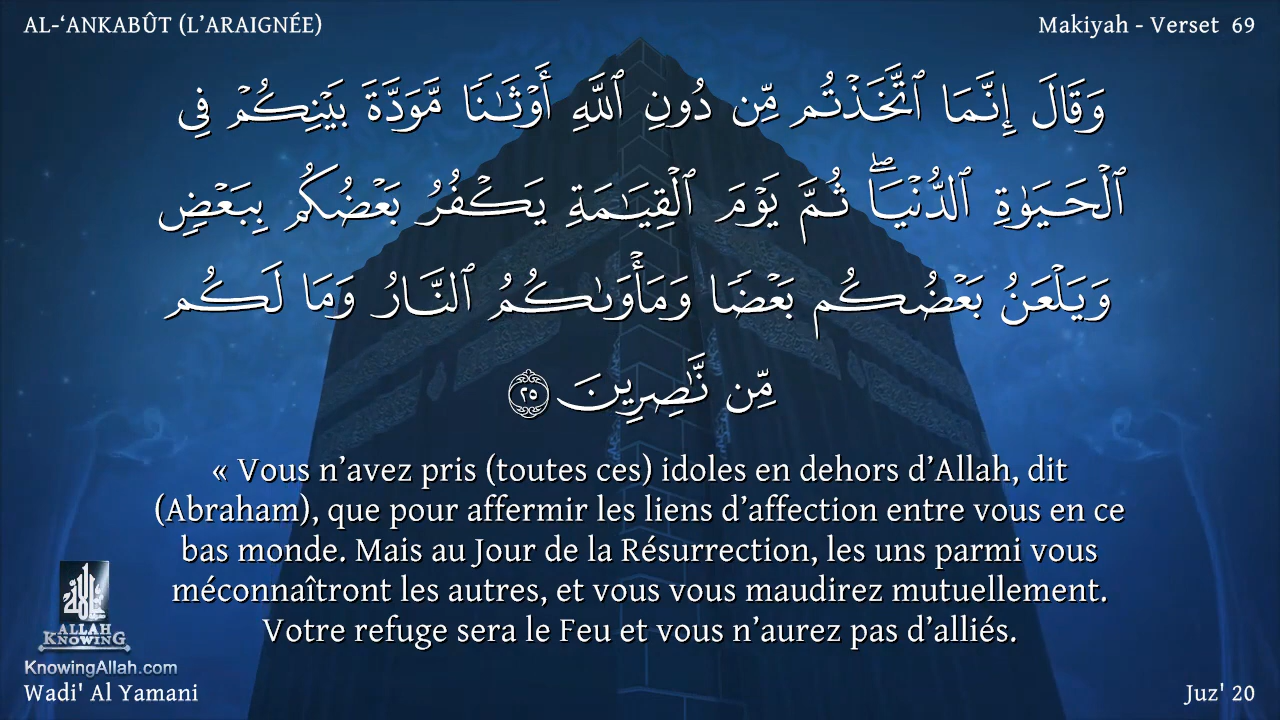 AL-‘ANKABÛT (L’ARAIGNÉE)
Makiyah - Verset 69
وَقَالَ إِنَّمَا ٱتَّخَذْتُم مِّن دُونِ ٱللَّهِ أَوْثَـٰنًا مَّوَدَّةَ بَيْنِكُمْ فِى
ٱلْحَيَوٰةِ ٱلدُّنْيَا ۖ ثُمَّ يَوْمَ ٱلْقِيَـٰمَةِ يَكْفُرُ بَعْضُكُم بِبَعْضٍ
وَيَلْعَنُ بَعْضُكُم بَعْضًا وَمَأْوَىٰكُمُ ٱلنَّارُ وَمَا لَكُم
مِّن نَّـٰصِرِينَ ٢٥
« Vous n’avez pris (toutes ces) idoles en dehors d’Allah, dit
(Abraham), que pour affermir les liens d’affection entre vous en ce
bas monde. Mais au Jour de la Résurrection, les uns parmi vous
méconnaîtront les autres, et vous vous maudirez mutuellement.
Votre refuge sera le Feu et vous n’aurez pas d’alliés.
ALLAH
KNOWING
KnowingAllah.com
Wadi' Al Yamani
Juz' 20